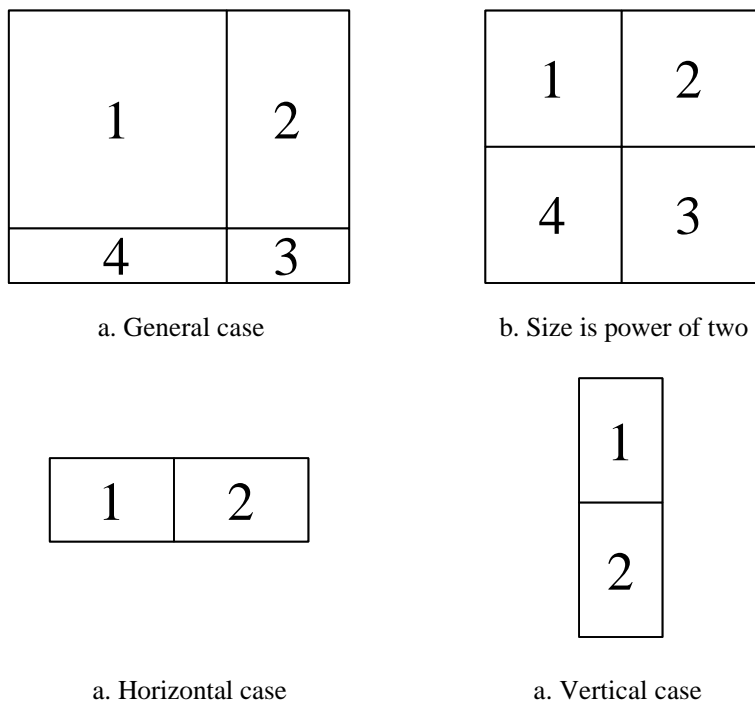 1 2
4 3
a. General case
1 2
4 3
b. Size is power of two
1 2
a. Horizontal case
1
2
a. Vertical case